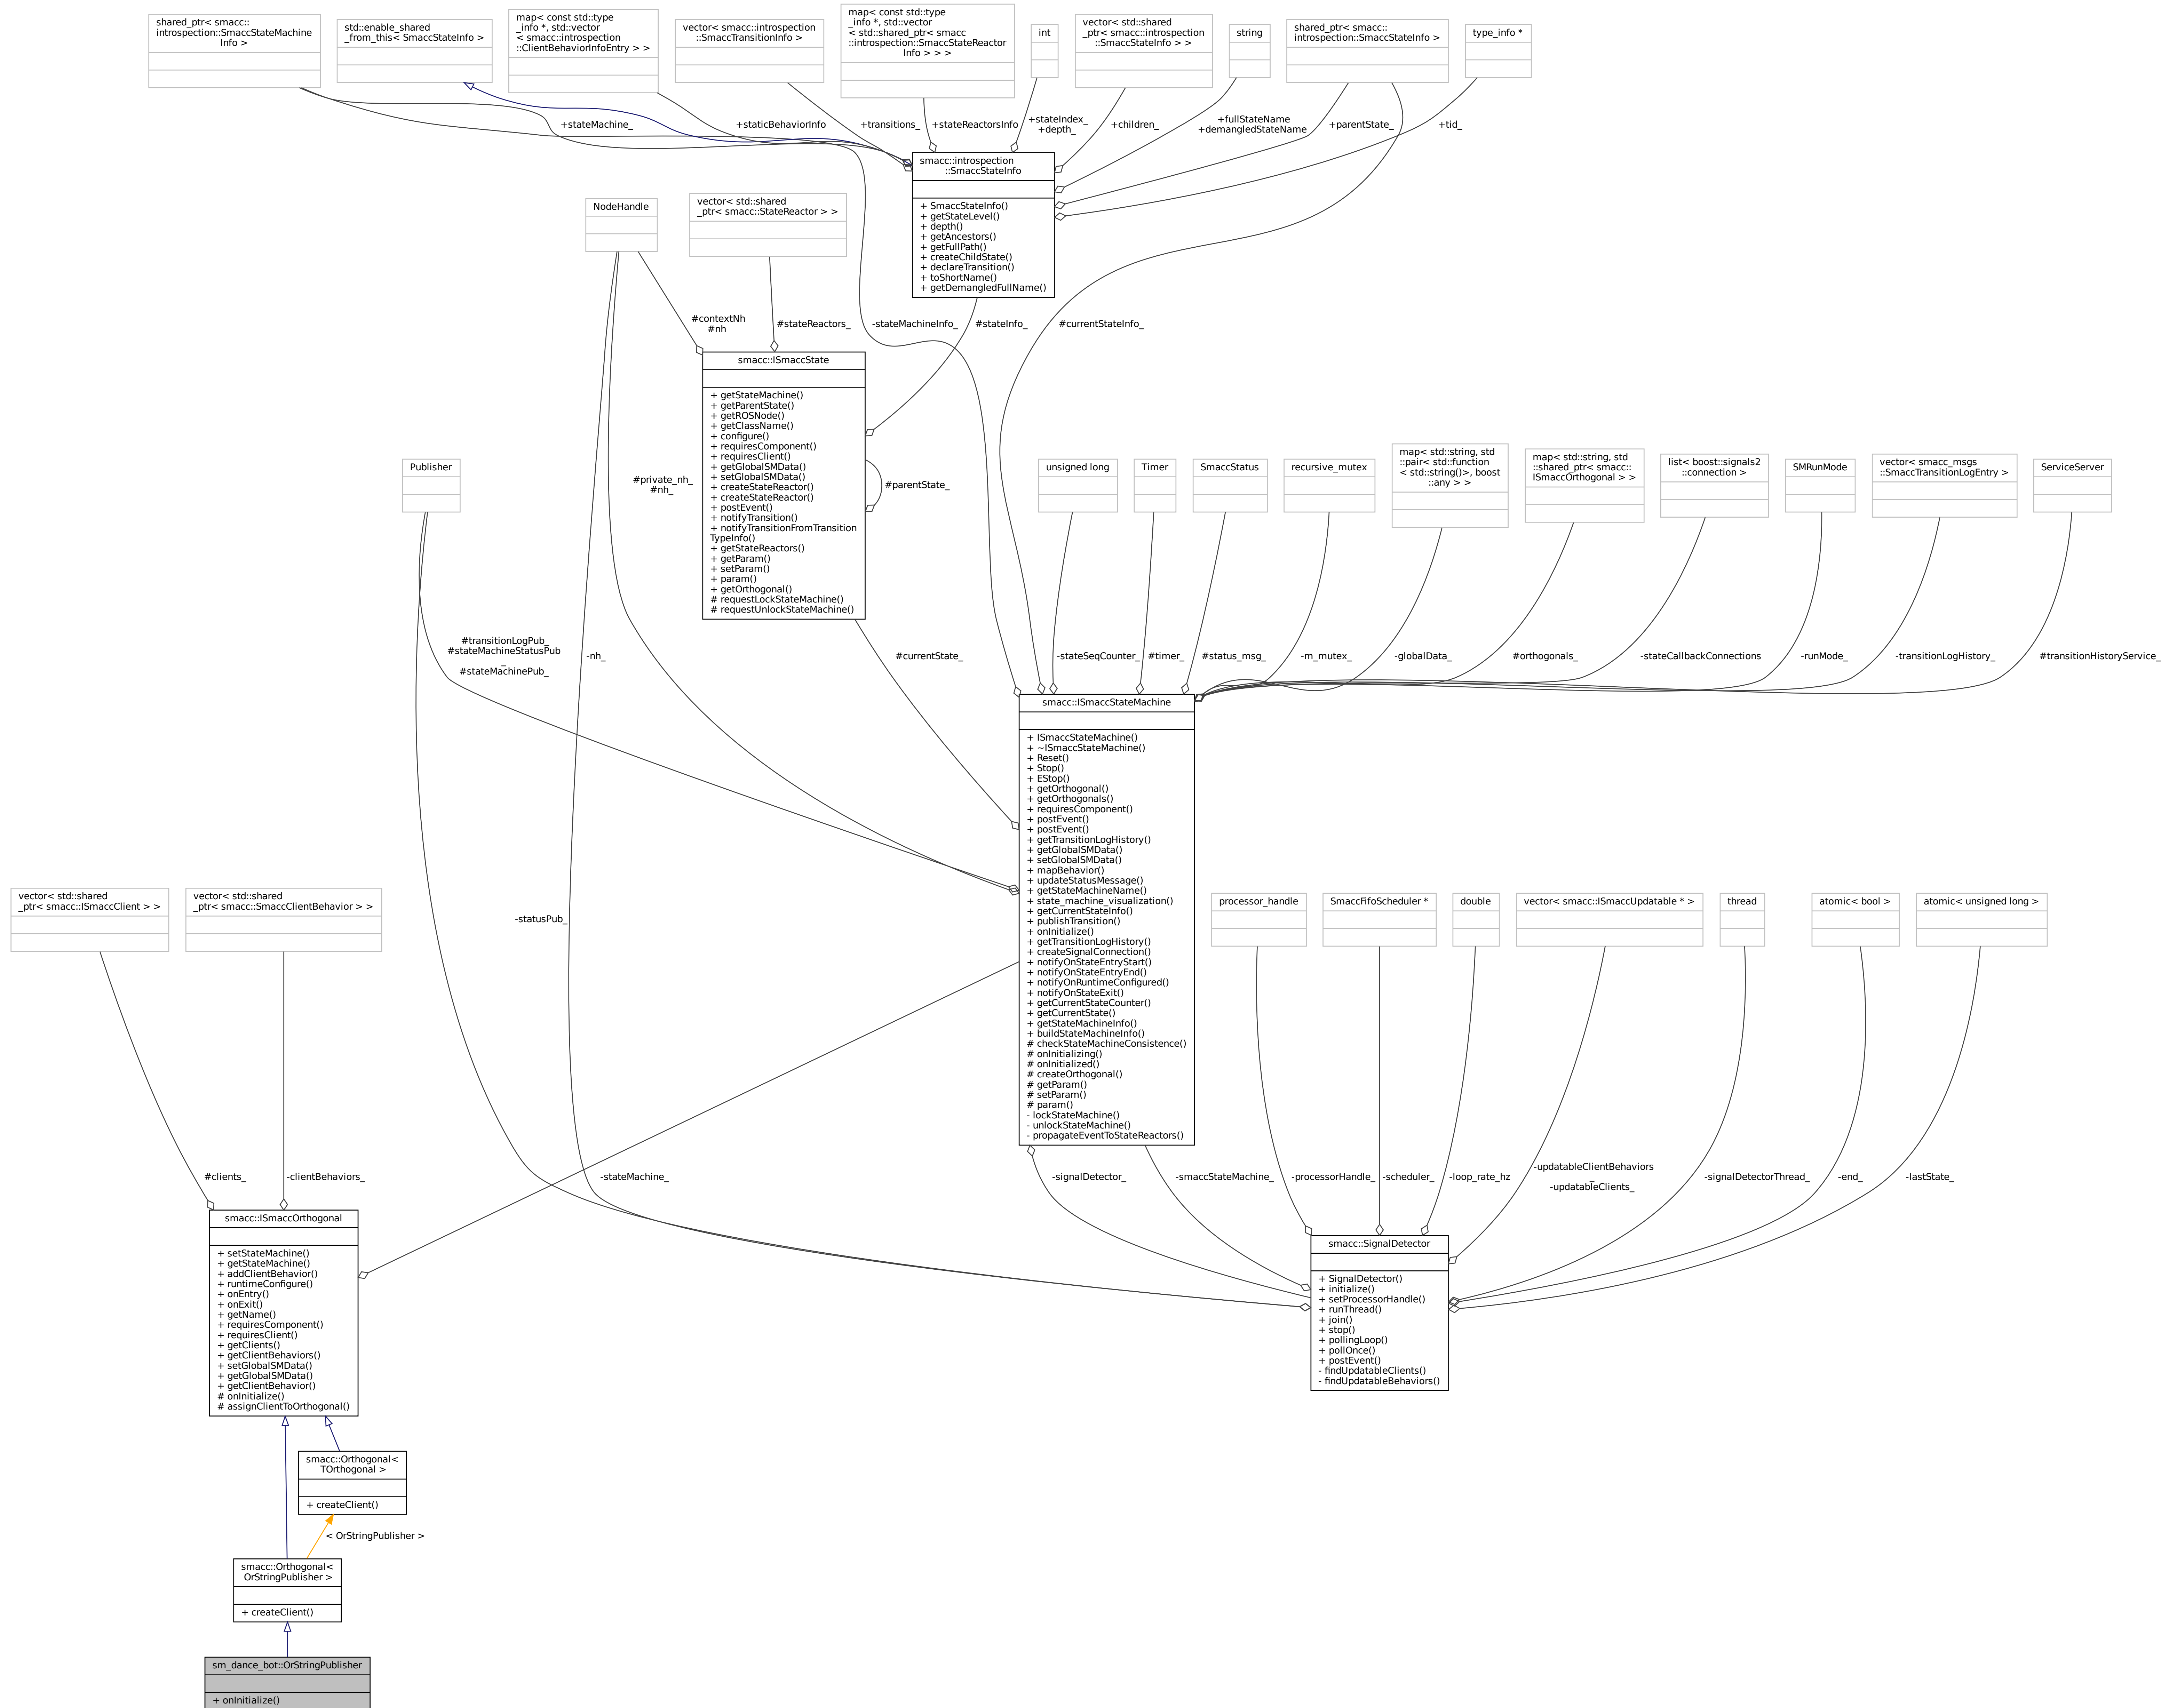 shared_ptr< smacc::
introspection::SmaccStateMachine
Info >
std::enable_shared
_from_this< SmaccStateInfo >
map< const std::type
_info *, std::vector
< smacc::introspection
::ClientBehaviorInfoEntry > >
vector< smacc::introspection
::SmaccTransitionInfo >
map< const std::type
_info *, std::vector
< std::shared_ptr< smacc
::introspection::SmaccStateReactor
Info > > >
int
vector< std::shared
_ptr< smacc::introspection
::SmaccStateInfo > >
string
shared_ptr< smacc::
introspection::SmaccStateInfo >
type_info *
+stateMachine_
+staticBehaviorInfo
+transitions_
+stateReactorsInfo
+stateIndex_
+depth_
+children_
+fullStateName
+demangledStateName
+parentState_
+tid_
smacc::introspection
::SmaccStateInfo
+ SmaccStateInfo()
+ getStateLevel()
+ depth()
+ getAncestors()
+ getFullPath()
+ createChildState()
+ declareTransition()
+ toShortName()
+ getDemangledFullName()
NodeHandle
vector< std::shared
_ptr< smacc::StateReactor > >
#contextNh
#nh
#stateReactors_
-stateMachineInfo_
#stateInfo_
#currentStateInfo_
smacc::ISmaccState
+ getStateMachine()
+ getParentState()
+ getROSNode()
+ getClassName()
+ configure()
+ requiresComponent()
+ requiresClient()
+ getGlobalSMData()
+ setGlobalSMData()
+ createStateReactor()
+ createStateReactor()
+ postEvent()
+ notifyTransition()
+ notifyTransitionFromTransition
TypeInfo()
+ getStateReactors()
+ getParam()
+ setParam()
+ param()
+ getOrthogonal()
# requestLockStateMachine()
# requestUnlockStateMachine()
#parentState_
Publisher
#private_nh_
#nh_
unsigned long
Timer
SmaccStatus
recursive_mutex
map< std::string, std
::pair< std::function
< std::string()>, boost
::any > >
map< std::string, std
::shared_ptr< smacc::
ISmaccOrthogonal > >
list< boost::signals2
::connection >
SMRunMode
vector< smacc_msgs
::SmaccTransitionLogEntry >
ServiceServer
#transitionLogPub_
#stateMachineStatusPub
_
#stateMachinePub_
-nh_
#currentState_
-stateSeqCounter_
#timer_
#status_msg_
-m_mutex_
-globalData_
#orthogonals_
-stateCallbackConnections
-runMode_
-transitionLogHistory_
#transitionHistoryService_
smacc::ISmaccStateMachine
+ ISmaccStateMachine()
+ ~ISmaccStateMachine()
+ Reset()
+ Stop()
+ EStop()
+ getOrthogonal()
+ getOrthogonals()
+ requiresComponent()
+ postEvent()
+ postEvent()
+ getTransitionLogHistory()
+ getGlobalSMData()
+ setGlobalSMData()
+ mapBehavior()
+ updateStatusMessage()
+ getStateMachineName()
+ state_machine_visualization()
+ getCurrentStateInfo()
+ publishTransition()
+ onInitialize()
+ getTransitionLogHistory()
+ createSignalConnection()
+ notifyOnStateEntryStart()
+ notifyOnStateEntryEnd()
+ notifyOnRuntimeConfigured()
+ notifyOnStateExit()
+ getCurrentStateCounter()
+ getCurrentState()
+ getStateMachineInfo()
+ buildStateMachineInfo()
# checkStateMachineConsistence()
# onInitializing()
# onInitialized()
# createOrthogonal()
# getParam()
# setParam()
# param()
- lockStateMachine()
- unlockStateMachine()
- propagateEventToStateReactors()
vector< std::shared
_ptr< smacc::ISmaccClient > >
vector< std::shared
_ptr< smacc::SmaccClientBehavior > >
-statusPub_
processor_handle
SmaccFifoScheduler *
double
vector< smacc::ISmaccUpdatable * >
thread
atomic< bool >
atomic< unsigned long >
#clients_
-clientBehaviors_
-stateMachine_
-signalDetector_
-smaccStateMachine_
-processorHandle_
-scheduler_
-loop_rate_hz
-updatableClientBehaviors
_
-updatableClients_
-signalDetectorThread_
-end_
-lastState_
smacc::ISmaccOrthogonal
+ setStateMachine()
+ getStateMachine()
+ addClientBehavior()
+ runtimeConfigure()
+ onEntry()
+ onExit()
+ getName()
+ requiresComponent()
+ requiresClient()
+ getClients()
+ getClientBehaviors()
+ setGlobalSMData()
+ getGlobalSMData()
+ getClientBehavior()
# onInitialize()
# assignClientToOrthogonal()
smacc::SignalDetector
+ SignalDetector()
+ initialize()
+ setProcessorHandle()
+ runThread()
+ join()
+ stop()
+ pollingLoop()
+ pollOnce()
+ postEvent()
- findUpdatableClients()
- findUpdatableBehaviors()
smacc::Orthogonal<
TOrthogonal >
+ createClient()
< OrStringPublisher >
smacc::Orthogonal<
OrStringPublisher >
+ createClient()
sm_dance_bot::OrStringPublisher
+ onInitialize()